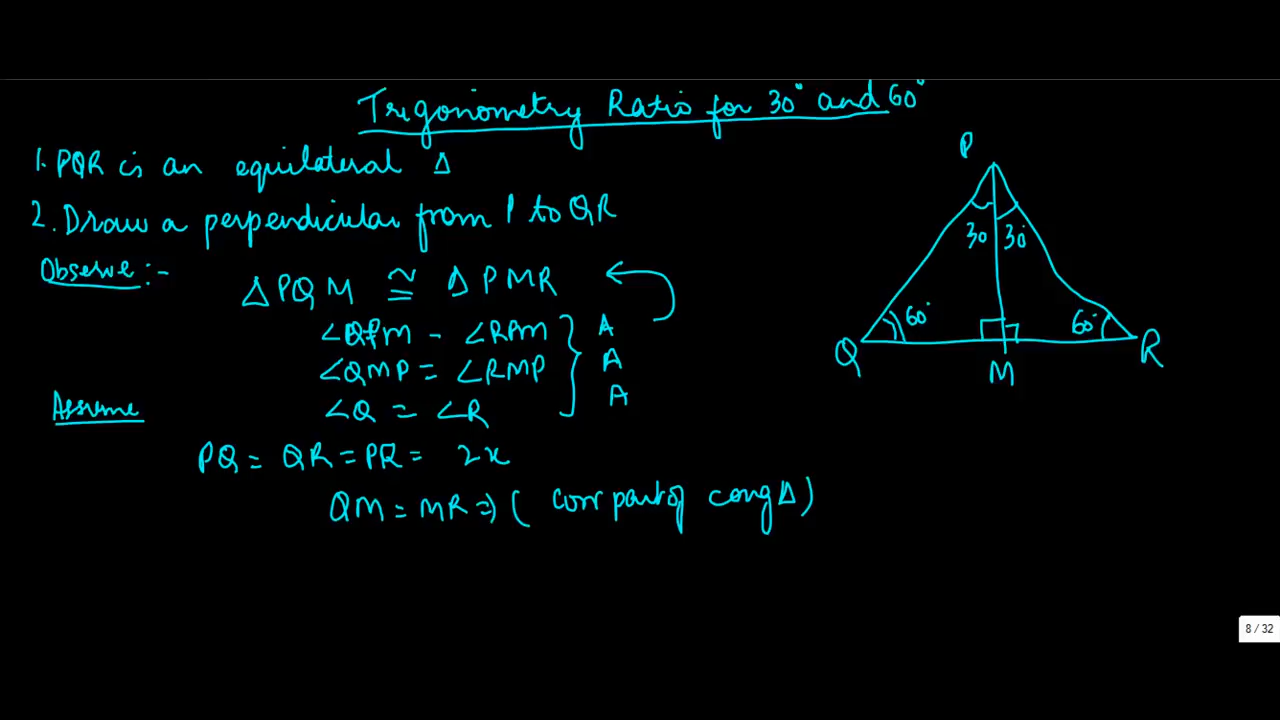 Trigonometry Ratio for 30° and 60°
1. PQR is an equilateral Δ
2. Draw a perpendicular from P to QR
Observe :-
ΔPQM ≅ ΔPMR
∠QPM - ∠RPM } A
∠QMP = ∠RMP A
∠Q = ∠R A
Assume
PQ = QR = PR = 2x
QM = MR ⇒ ( corr part of cong Δ)
P
30 30°
60° 60°
Q M R
8 / 32